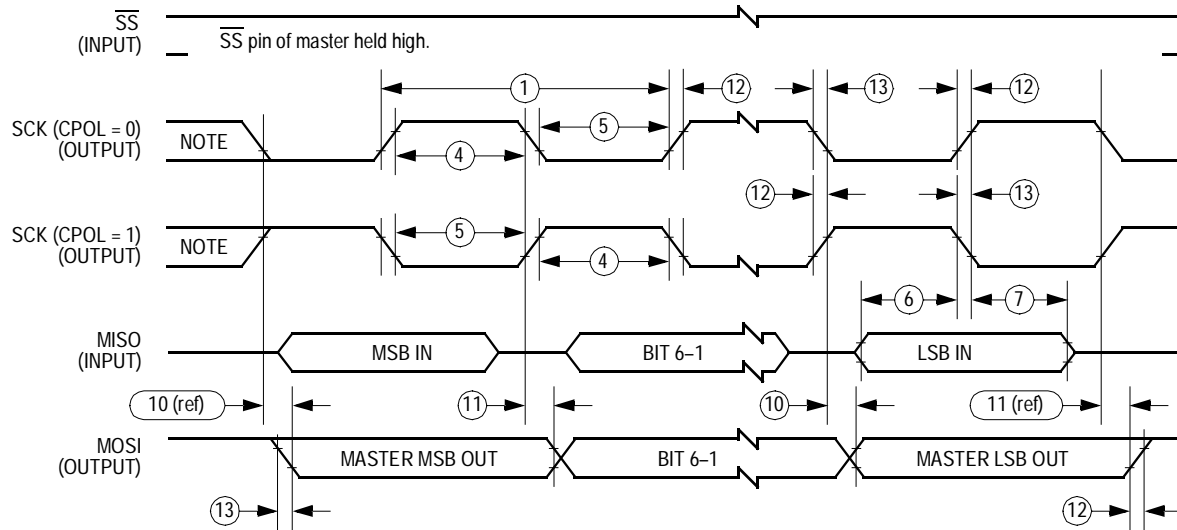 SS
(INPUT)
SS pin of master held high.
1
12
13
12
SCK (CPOL = 0)
(OUTPUT)
NOTE
5
4
12
13
SCK (CPOL = 1)
(OUTPUT)
NOTE
5
4
6
7
MISO
(INPUT)
MSB IN
BIT 6–1
LSB IN
10 (ref)
11
10
11 (ref)
MOSI
(OUTPUT)
MASTER MSB OUT
BIT 6–1
MASTER LSB OUT
13
12